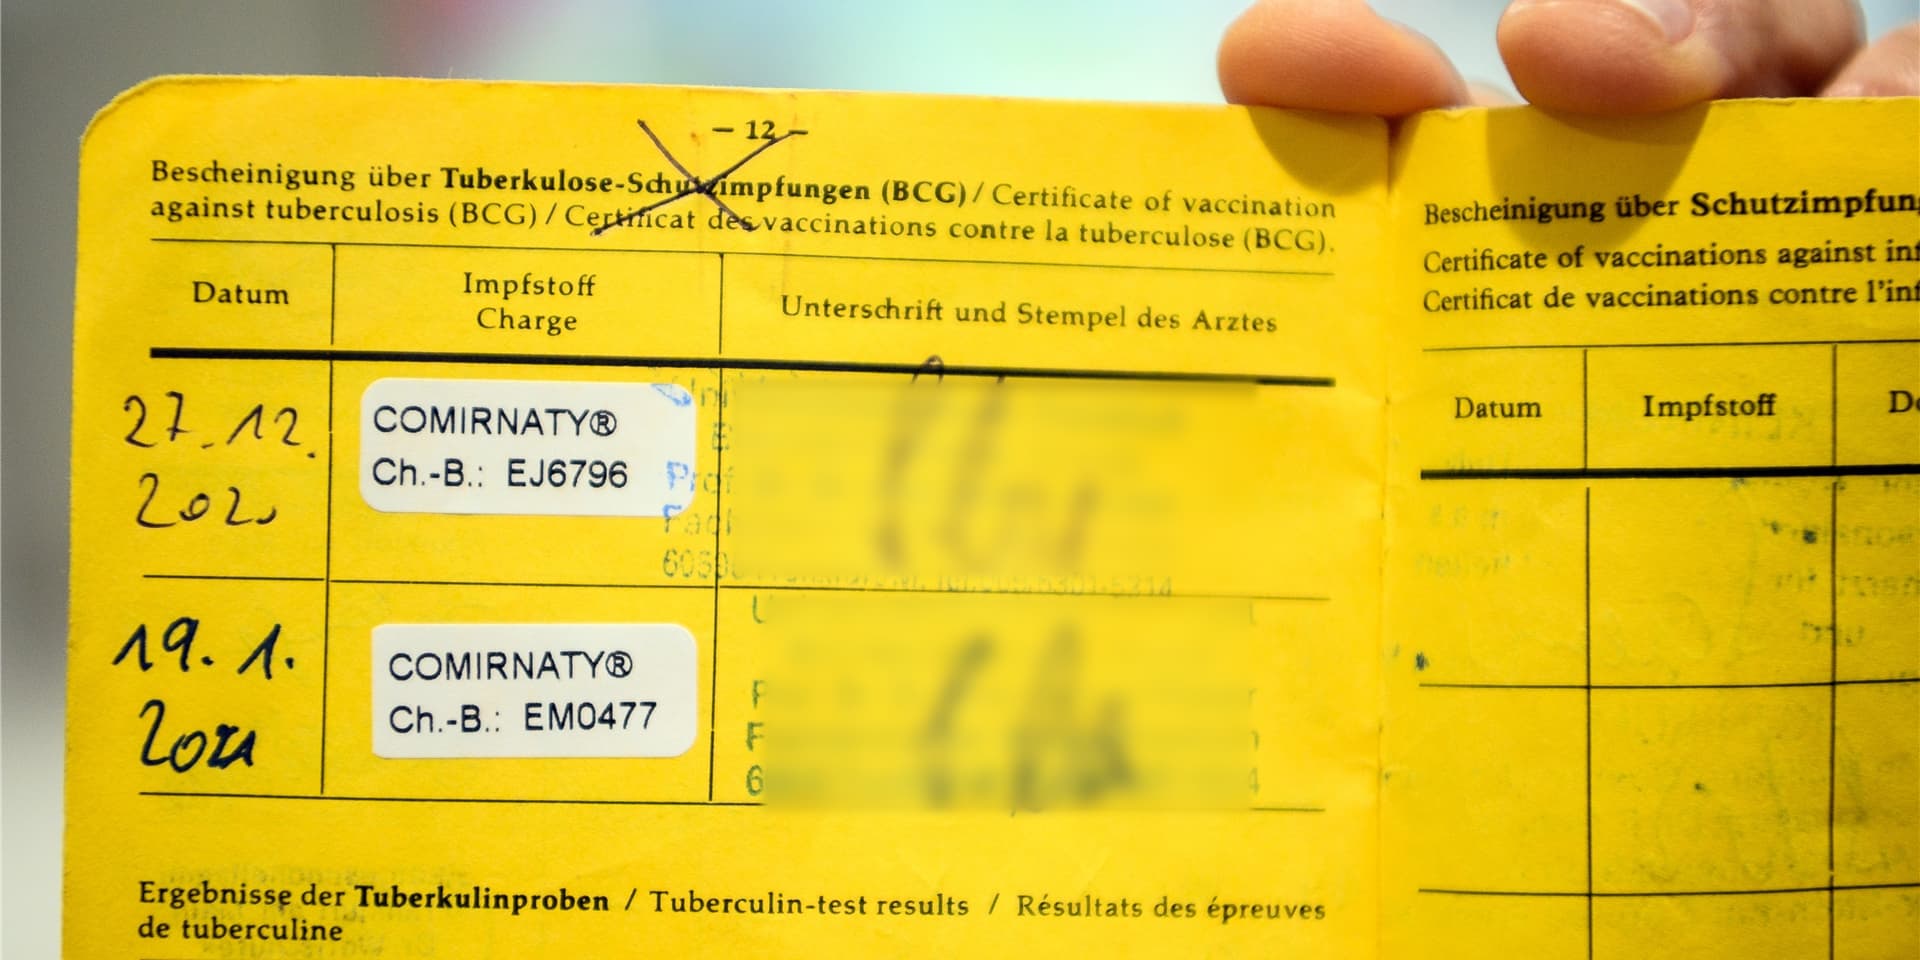 – 12 –
Bescheinigung über Tuberkulose-Schutzimpfungen (BCG) / Certificate of vaccination
against tuberculosis (BCG) / Certificat des vaccinations contre la tuberculose (BCG).
Datum
Impfstoff
Charge
Unterschrift und Stempel des Arztes
27.12.
2020
COMIRNATY®
Ch.-B.: EJ6796
Prof
19.1.
2021
COMIRNATY®
Ch.-B.: EM0477
Ergebnisse der Tuberkulinproben / Tuberculin-test results / Résultats des épreuves
de tuberculine
Bescheinigung über Schutzimpfun
Certificate of vaccinations against inf
Certificat de vaccinations contre l'inf
Datum
Impfstoff